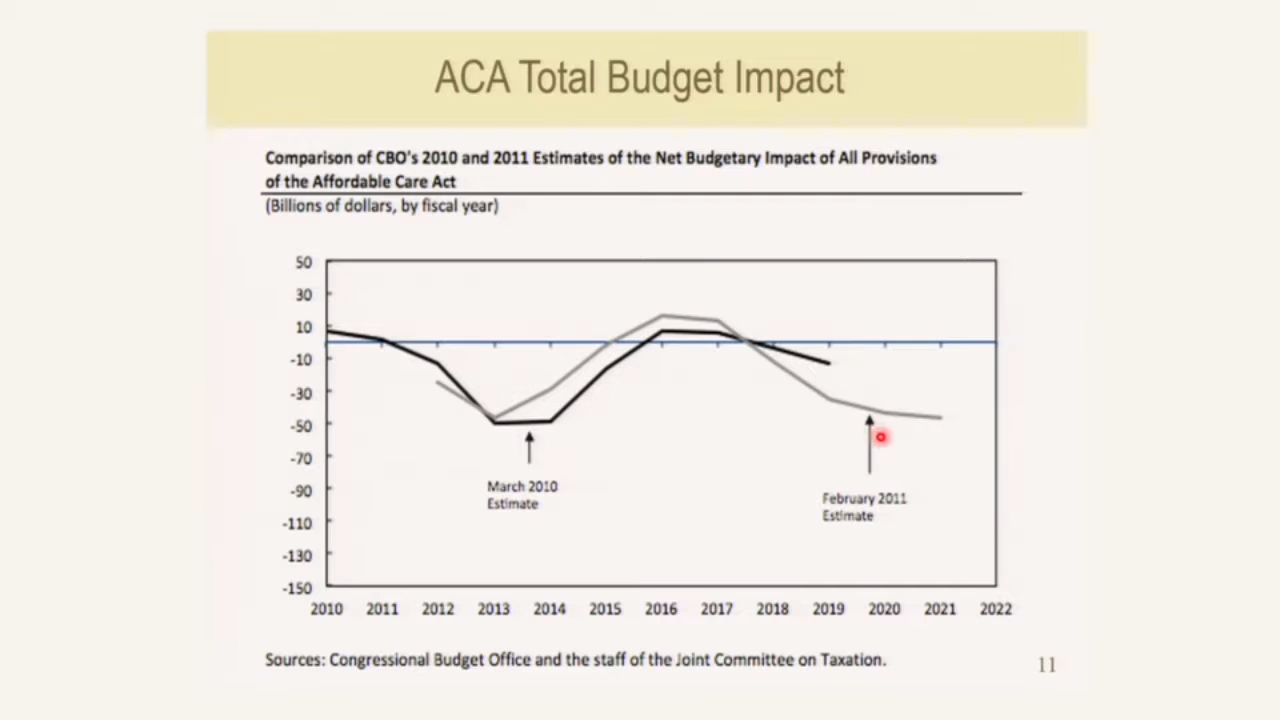 ACA Total Budget Impact
Comparison of CBO's 2010 and 2011 Estimates of the Net Budgetary Impact of All Provisions
of the Affordable Care Act
(Billions of dollars, by fiscal year)
50
30
10
-10
-30
-50
-70
-90
-110
-130
-150
March 2010
Estimate
February 2011
Estimate
2010 2011 2012 2013 2014 2015 2016 2017 2018 2019 2020 2021 2022
Sources: Congressional Budget Office and the staff of the Joint Committee on Taxation.
11